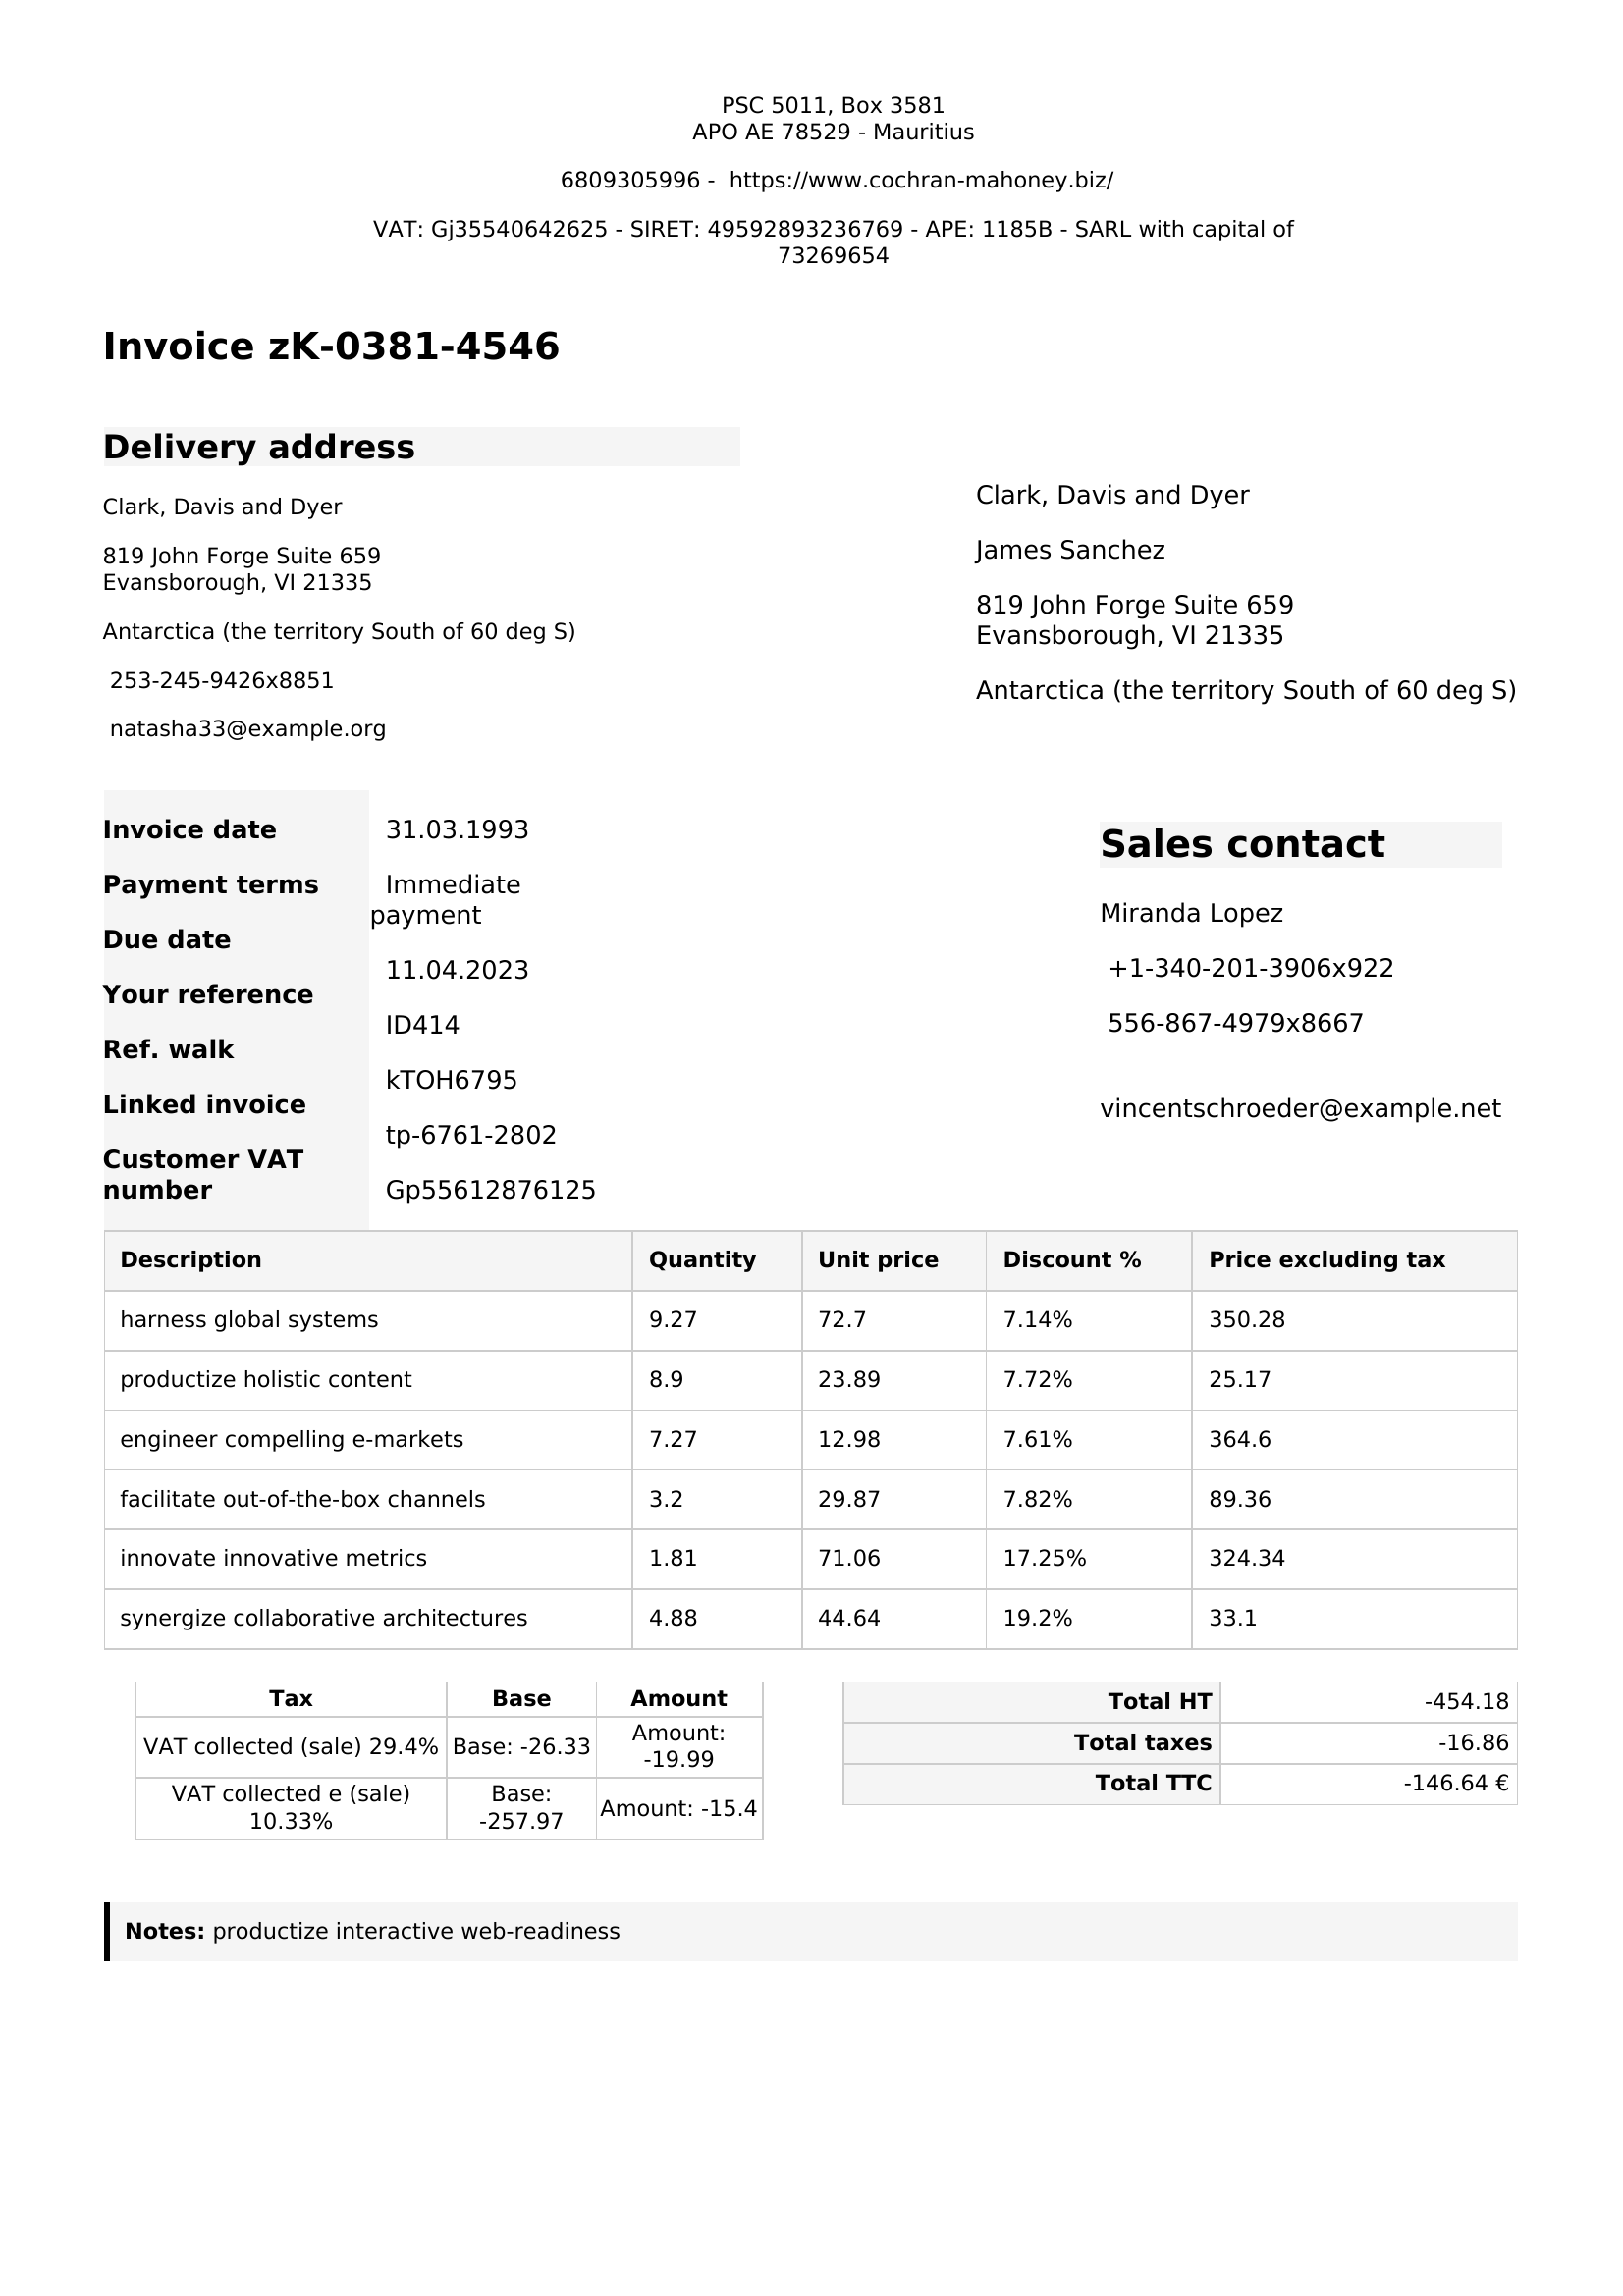 PSC 5011, Box 3581
APO AE 78529 - Mauritius
6809305996 - https://www.cochran-mahoney.biz/
VAT: Gj35540642625 - SIRET: 49592893236769 - APE: 1185B - SARL with capital of
73269654
Invoice zK-0381-4546
Delivery address
Clark, Davis and Dyer
819 John Forge Suite 659
Evansborough, VI 21335
Antarctica (the territory South of 60 deg S)
253-245-9426x8851
natasha33@example.org
Clark, Davis and Dyer
James Sanchez
819 John Forge Suite 659
Evansborough, VI 21335
Antarctica (the territory South of 60 deg S)
Invoice date
Payment terms
Due date
Your reference
Ref. walk
Linked invoice
Customer VAT
number
31.03.1993
Immediate
payment
11.04.2023
ID414
kTOH6795
tp-6761-2802
Gp55612876125
Sales contact
Miranda Lopez
+1-340-201-3906x922
556-867-4979x8667
vincentschroeder@example.net
Description Quantity Unit price Discount % Price excluding tax
harness global systems 9.27 72.7 7.14% 350.28
productize holistic content 8.9 23.89 7.72% 25.17
engineer compelling e-markets 7.27 12.98 7.61% 364.6
facilitate out-of-the-box channels 3.2 29.87 7.82% 89.36
innovate innovative metrics 1.81 71.06 17.25% 324.34
synergize collaborative architectures 4.88 44.64 19.2% 33.1
Tax Base Amount
VAT collected (sale) 29.4% Base: -26.33 Amount:
-19.99
VAT collected e (sale)
10.33%
Base:
-257.97
Amount: -15.4
Total HT -454.18
Total taxes -16.86
Total TTC -146.64 €
Notes: productize interactive web-readiness